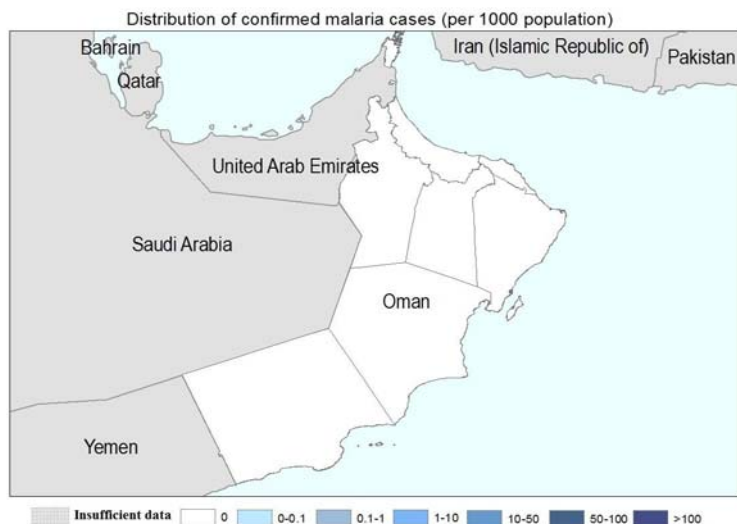 Distribution of confirmed malaria cases (per 1000 population)
Bahrain
Iran (Islamic Republic of)
Pakistan
Qatar
United Arab Emirates
Saudi Arabia
Oman
Yemen
Insufficient data 0 0-0.1 0.1-1 1-10 10-50 50-100 >100